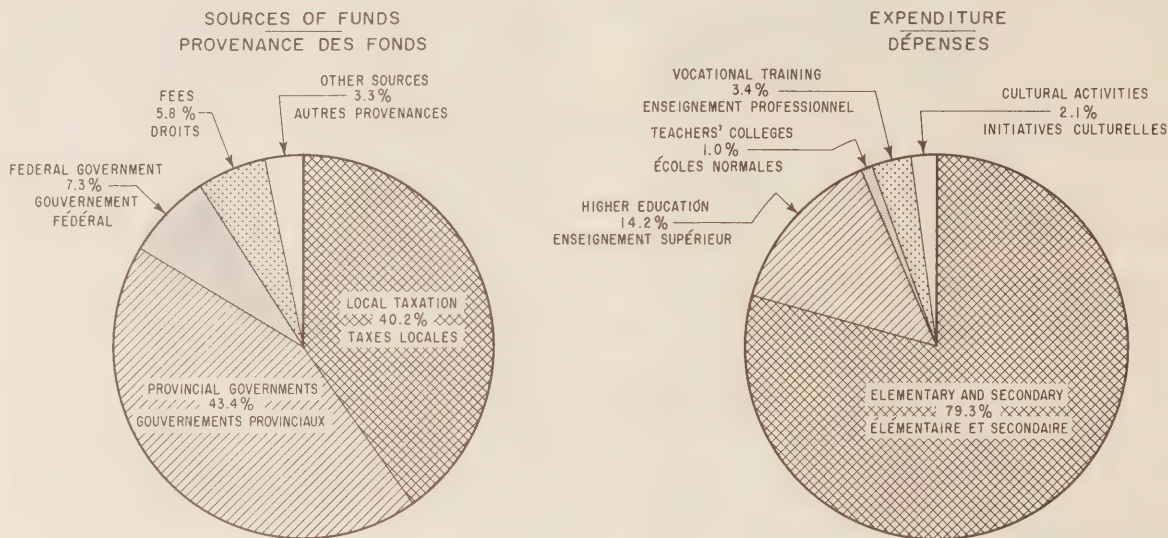 SOURCES OF FUNDS
PROVENANCE DES FONDS
OTHER SOURCES
3.3%
AUTRES PROVENANCES
FEES
5.8%
DROITS
FEDERAL GOVERNMENT
7.3%
GOUVERNEMENT
FÉDÉRAL
LOCAL TAXATION
40.2%
TAXES LOCALES
PROVINCIAL GOVERNMENTS
43.4%
GOUVERNEMENTS PROVINCIAUX
EXPENDITURE
DÉPENSES
VOCATIONAL TRAINING
3.4%
ENSEIGNEMENT PROFESSIONNEL
CULTURAL ACTIVITIES
2.1%
INITIATIVES CULTURELLES
TEACHERS' COLLEGES
1.0%
ÉCOLES NORMALES
HIGHER EDUCATION
14.2%
ENSEIGNEMENT SUPÉRIEUR
ELEMENTARY AND SECONDARY
79.3%
ÉLÉMENTAIRE ET SECONDAIRE